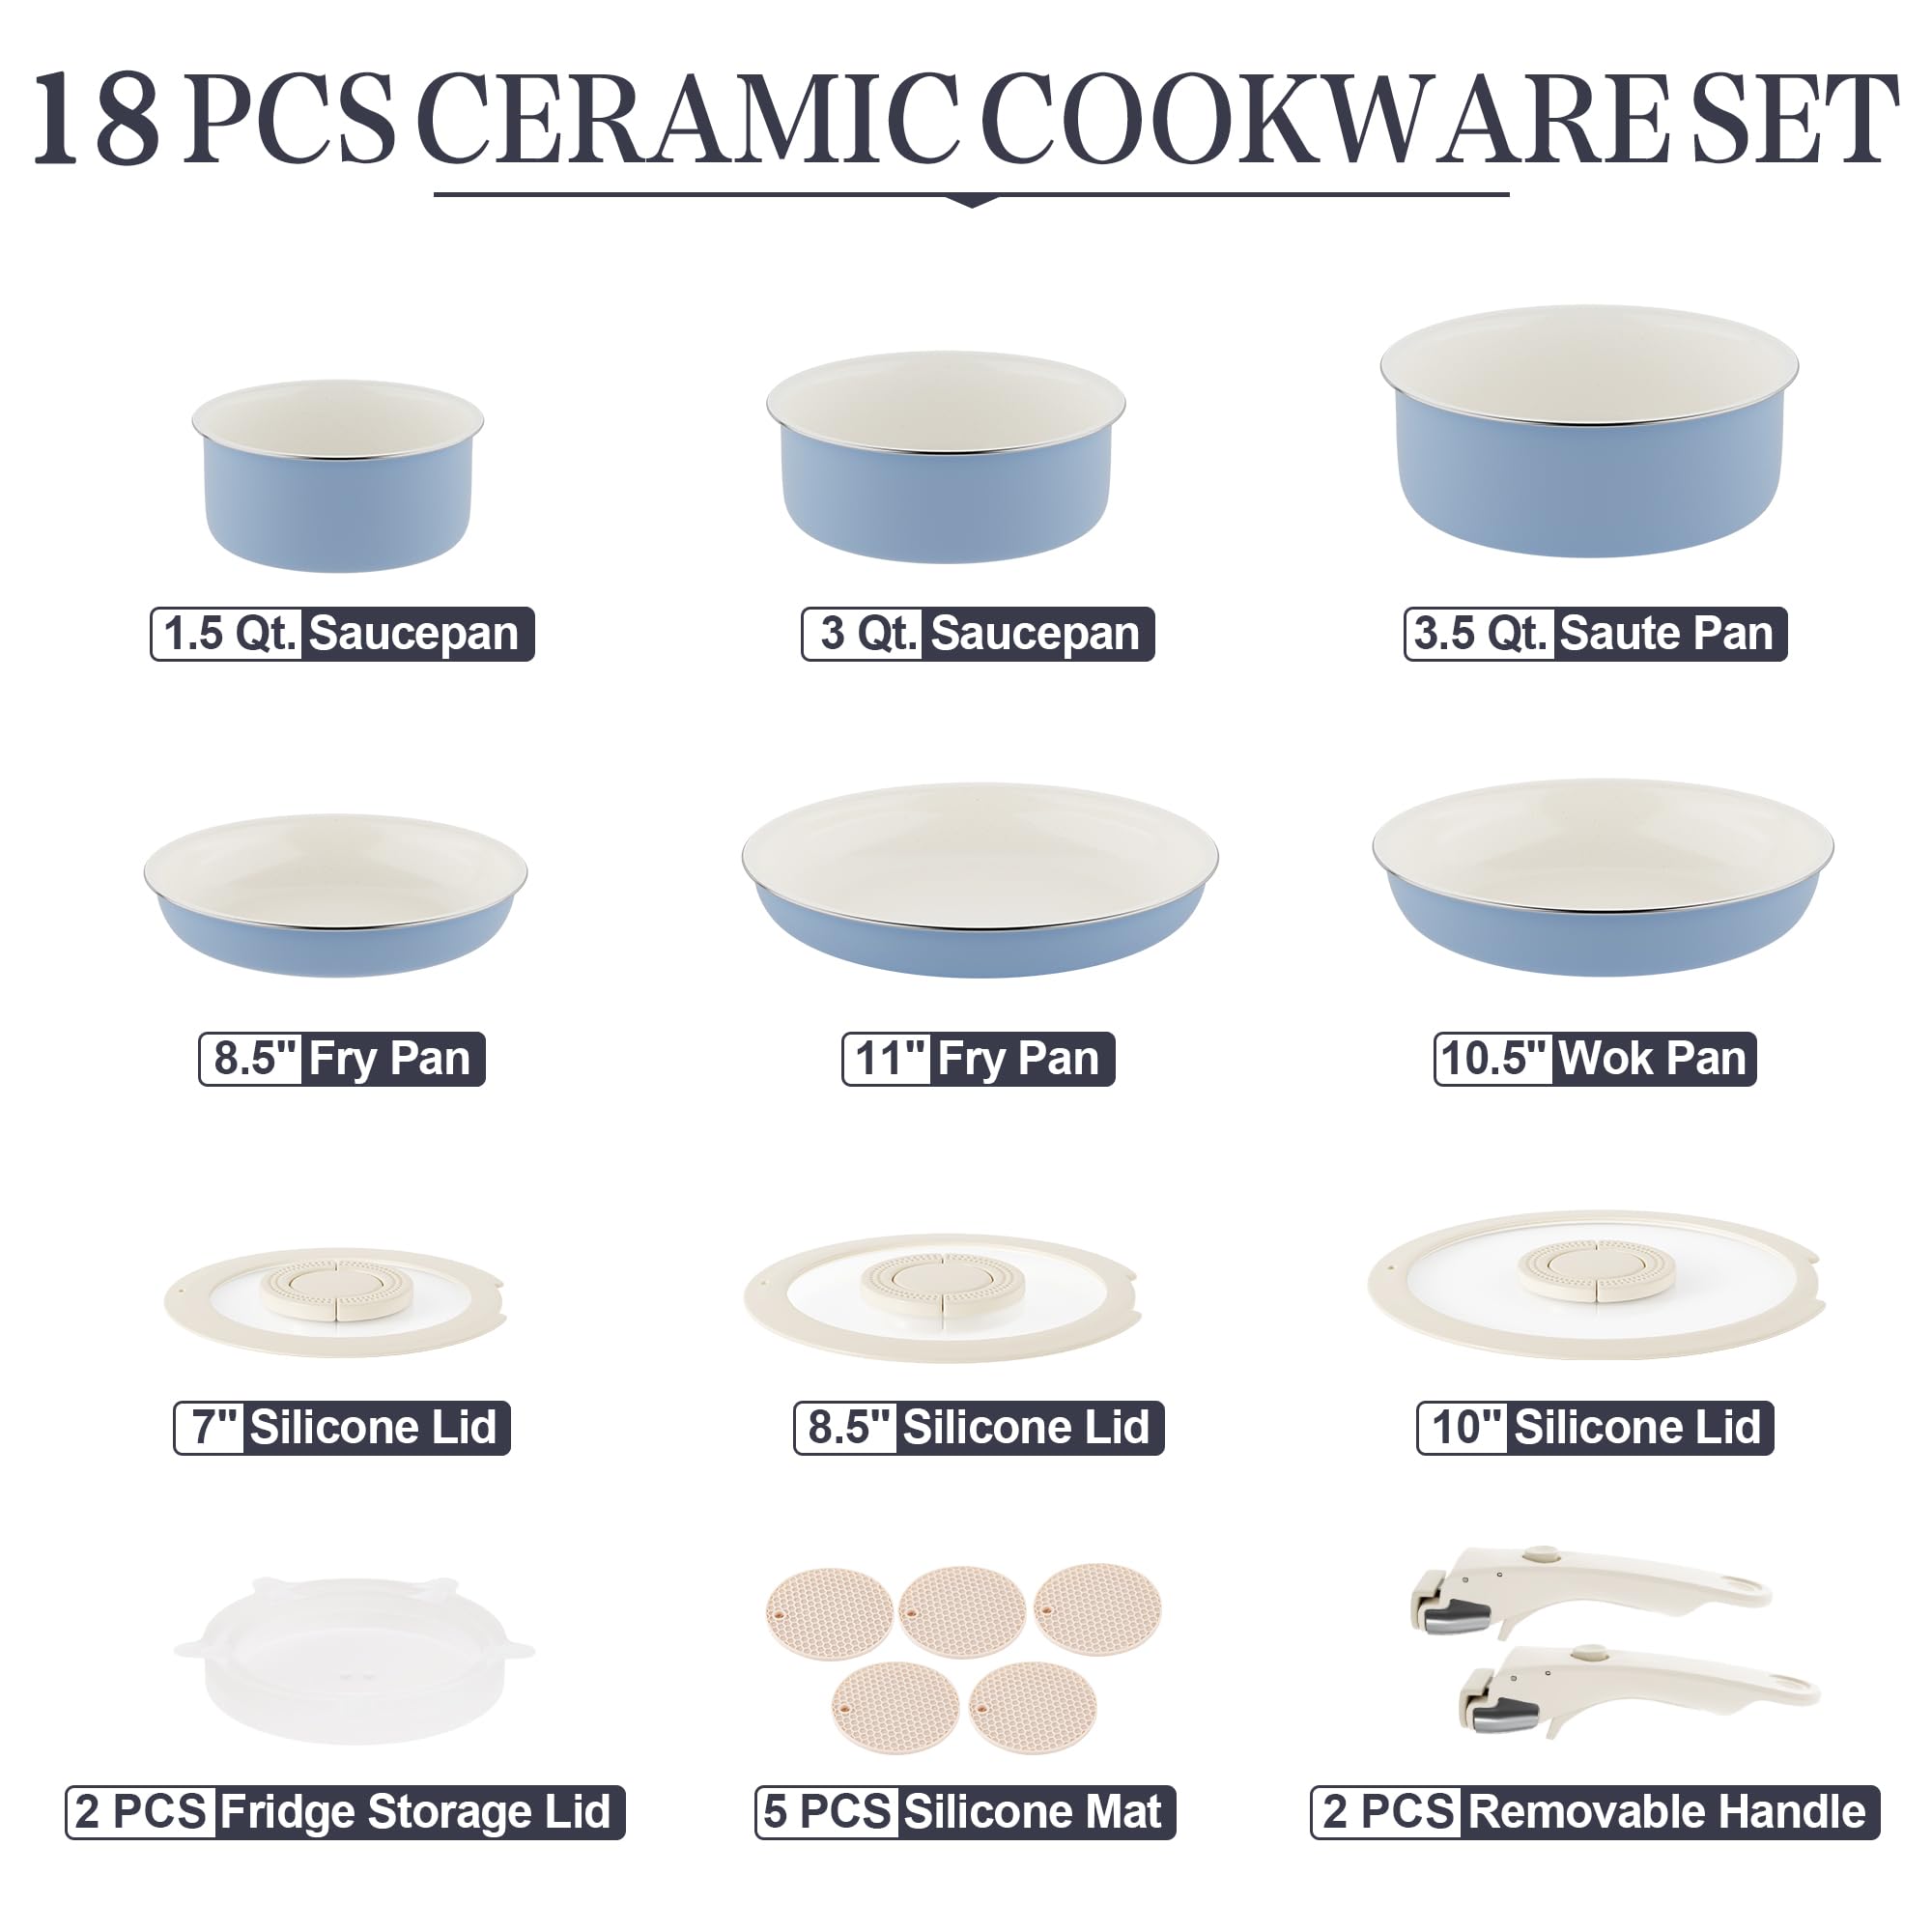 18 PCS CERAMIC COOKWARE SET
1.5 Qt. Saucepan
3 Qt. Saucepan
3.5 Qt. Saute Pan
8.5" Fry Pan
11" Fry Pan
10.5" Wok Pan
7" Silicone Lid
8.5" Silicone Lid
10" Silicone Lid
2 PCS Fridge Storage Lid
5 PCS Silicone Mat
2 PCS Removable Handle